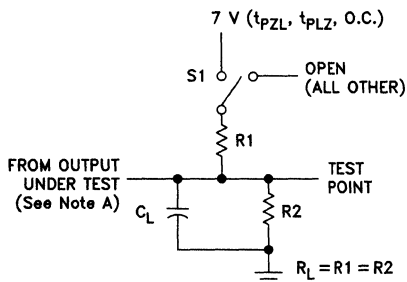 7 V (tPZL, tPLZ, O.C.)
S1
OPEN
(ALL OTHER)
R1
FROM OUTPUT
UNDER TEST
(See Note A)
TEST
POINT
CL
R2
RL = R1 = R2